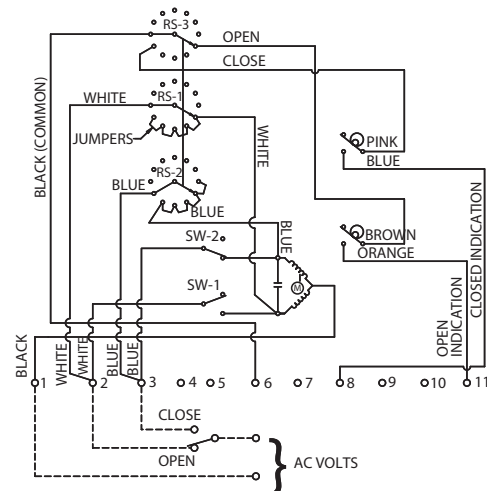 RS-3
OPEN
CLOSE
BLACK (COMMON)
WHITE
RS-1
JUMPERS
WHITE
PINK
BLUE
RS-2
BLUE
BLUE
BLUE
SW-2
BROWN
ORANGE
SW-1
M
OPEN INDICATION
CLOSED INDICATION
BLACK
WHITE
WHITE
BLUE
BLUE
1 2 3 4 5 6 7 8 9 10 11
CLOSE
OPEN
} AC VOLTS